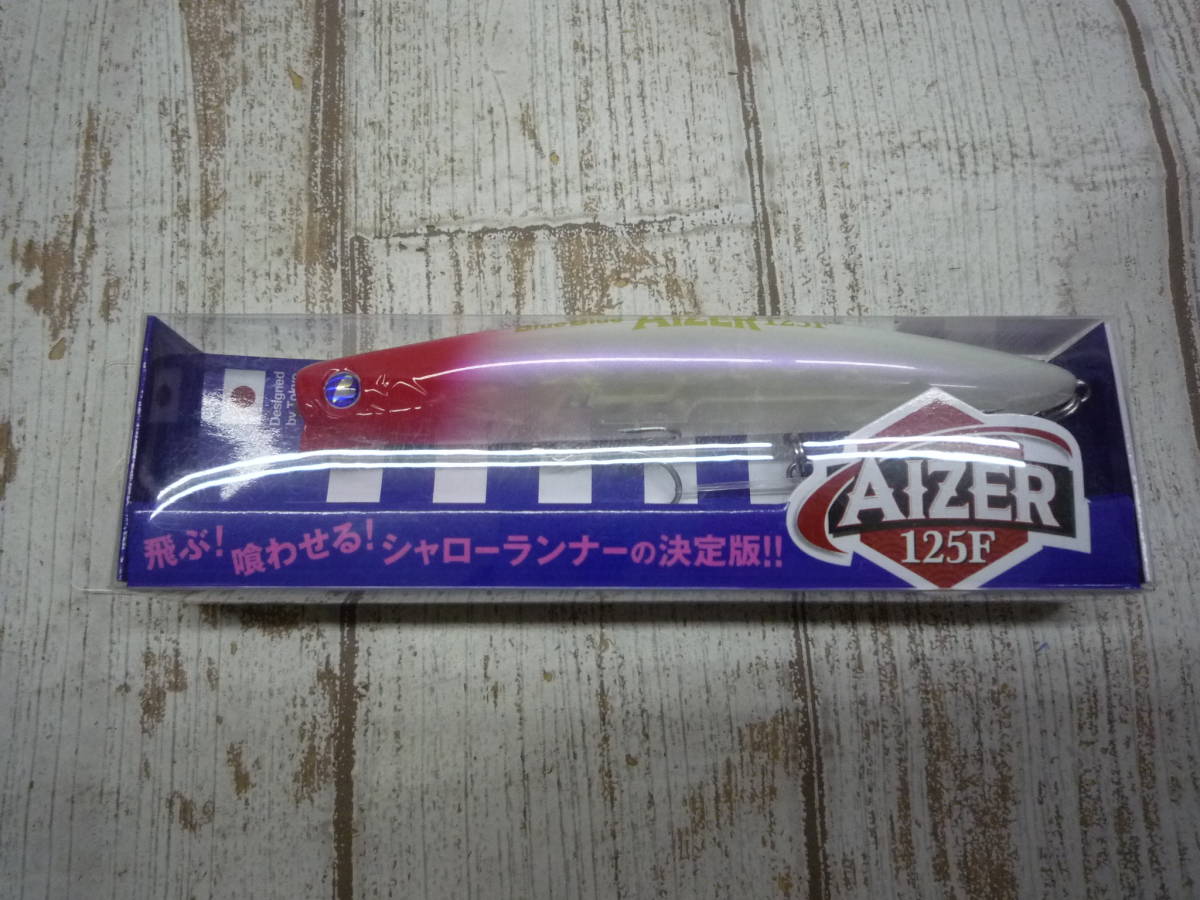 AIZER 125F
Designed
by Tokyo
AIZER
125F
飛ぶ! 喰わせる! シャローランナーの決定版!!